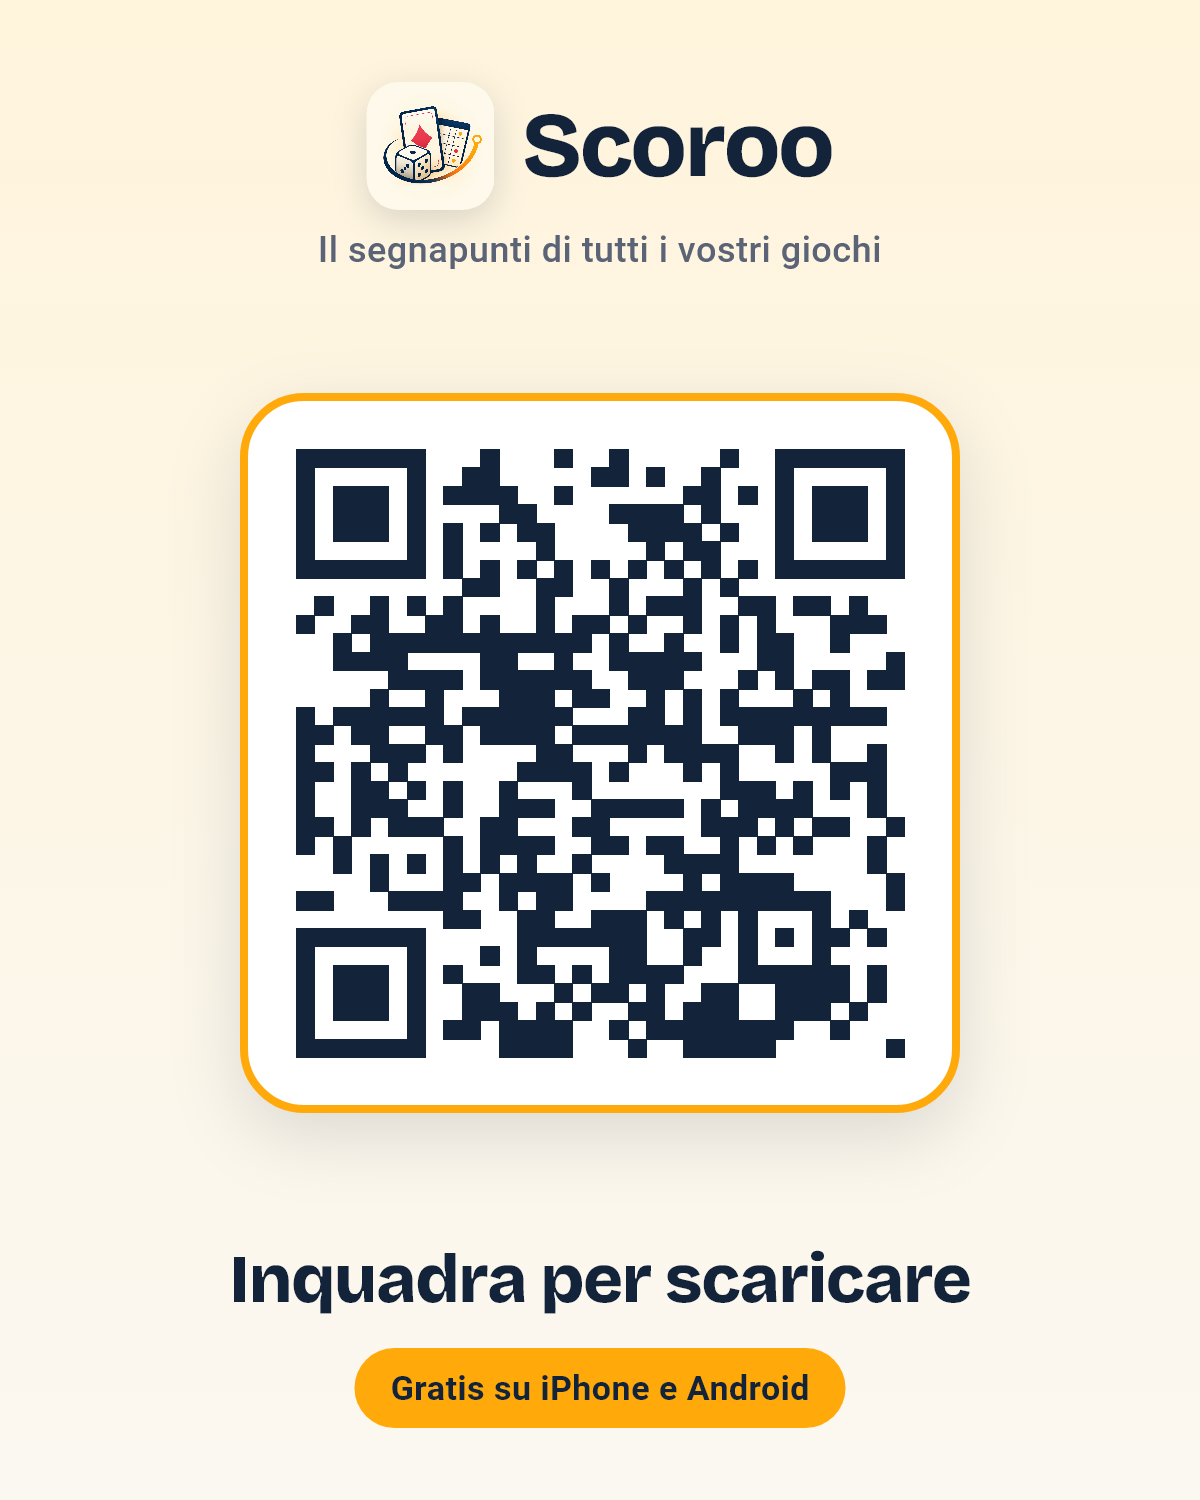 Scoroo
Il segnapunti di tutti i vostri giochi
Inquadra per scaricare
Gratis su iPhone e Android